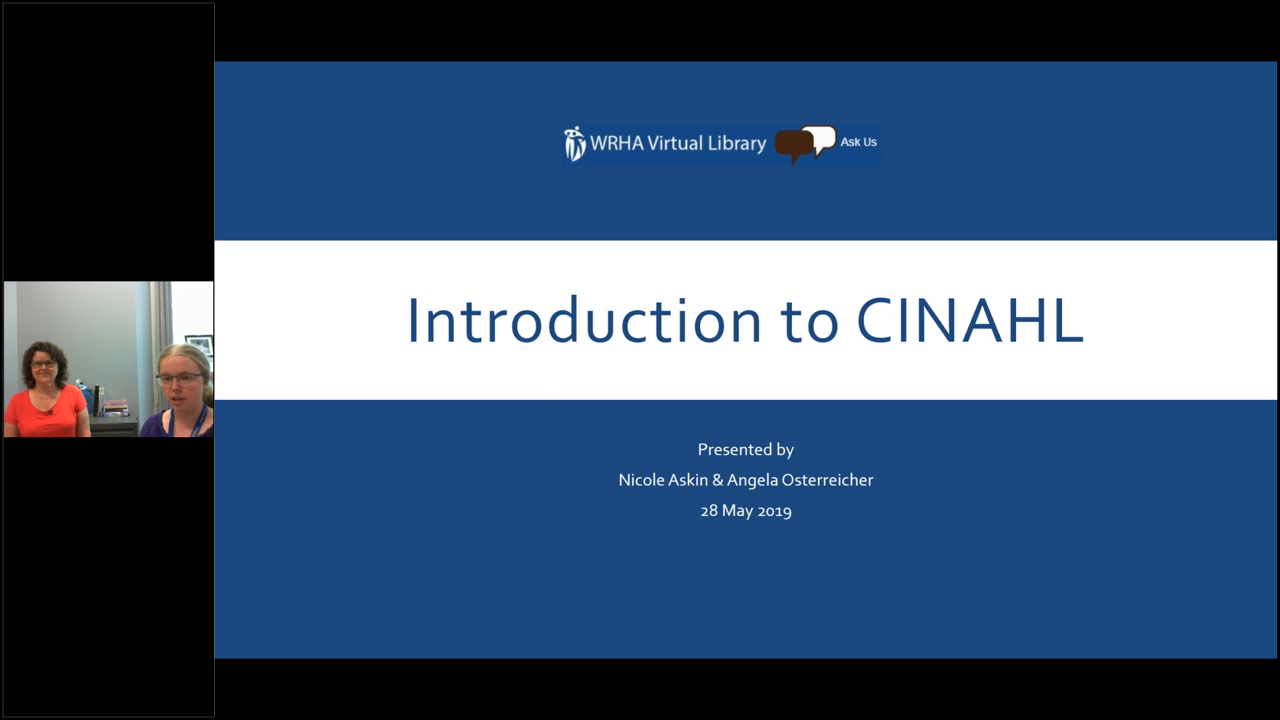 WRHA Virtual Library Ask Us
Introduction to CINAHL
Presented by
Nicole Askin & Angela Osterreicher
28 May 2019